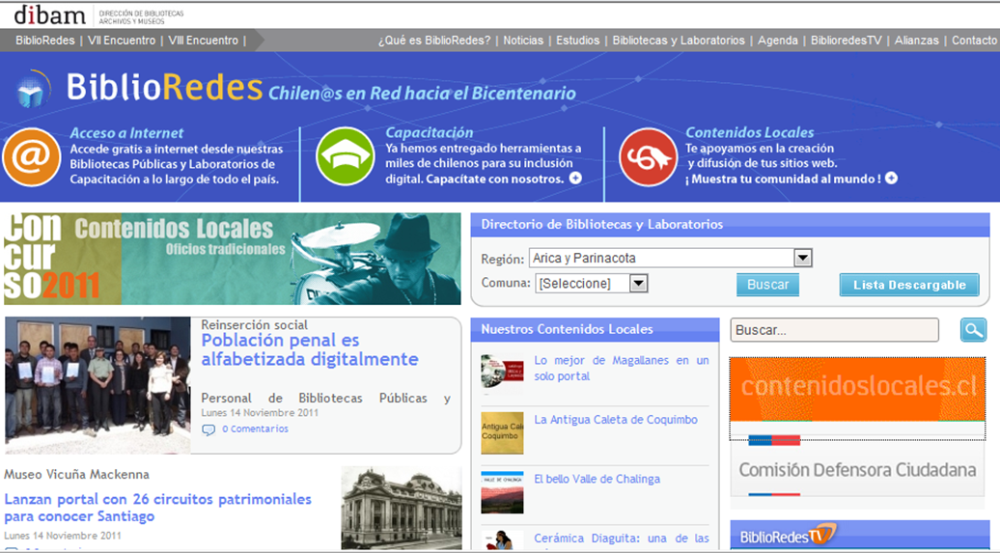 dibam
DIRECCIÓN DE BIBLIOTECAS
ARCHIVOS Y MUSEOS
BiblioRedes | VII Encuentro | VIII Encuentro |
¿Qué es BiblioRedes? | Noticias | Estudios | Bibliotecas y Laboratorios | Agenda | BiblioredesTV | Alianzas | Contacto
BiblioRedes Chilen@s en Red hacia el Bicentenario
@
Acceso a Internet
Accede gratis a internet desde nuestras
Bibliotecas Públicas y Laboratorios de
Capacitación a lo largo de todo el país.
Capacitación
Ya hemos entregado herramientas a
miles de chilenos para su inclusión
digital. Capacítate con nosotros.
Contenidos Locales
Te apoyamos en la creación
y difusión de tus sitios web.
¡ Muestra tu comunidad al mundo !
con
cur
so2011
Contenidos Locales
Oficios tradicionales
Directorio de Bibliotecas y Laboratorios
Región: Arica y Parinacota
Comuna: [Seleccione]
Buscar
Lista Descargable
Reinserción social
Población penal es
alfabetizada digitalmente
Personal de Bibliotecas Públicas y
Lunes 14 Noviembre 2011
0 Comentarios
Museo Vicuña Mackenna
Lanzan portal con 26 circuitos patrimoniales
para conocer Santiago
Lunes 14 Noviembre 2011
Nuestros Contenidos Locales
Lo mejor de Magallanes en un
solo portal
Antigua Cale
Coquimbo
La Antigua Caleta de Coquimbo
VALLE DE CHALINGA
El bello Valle de Chalinga
Cerámica Diaguita: una de las
Buscar...
contenidoslocales.cl
Comisión Defensora Ciudadana
BiblioRedesTV